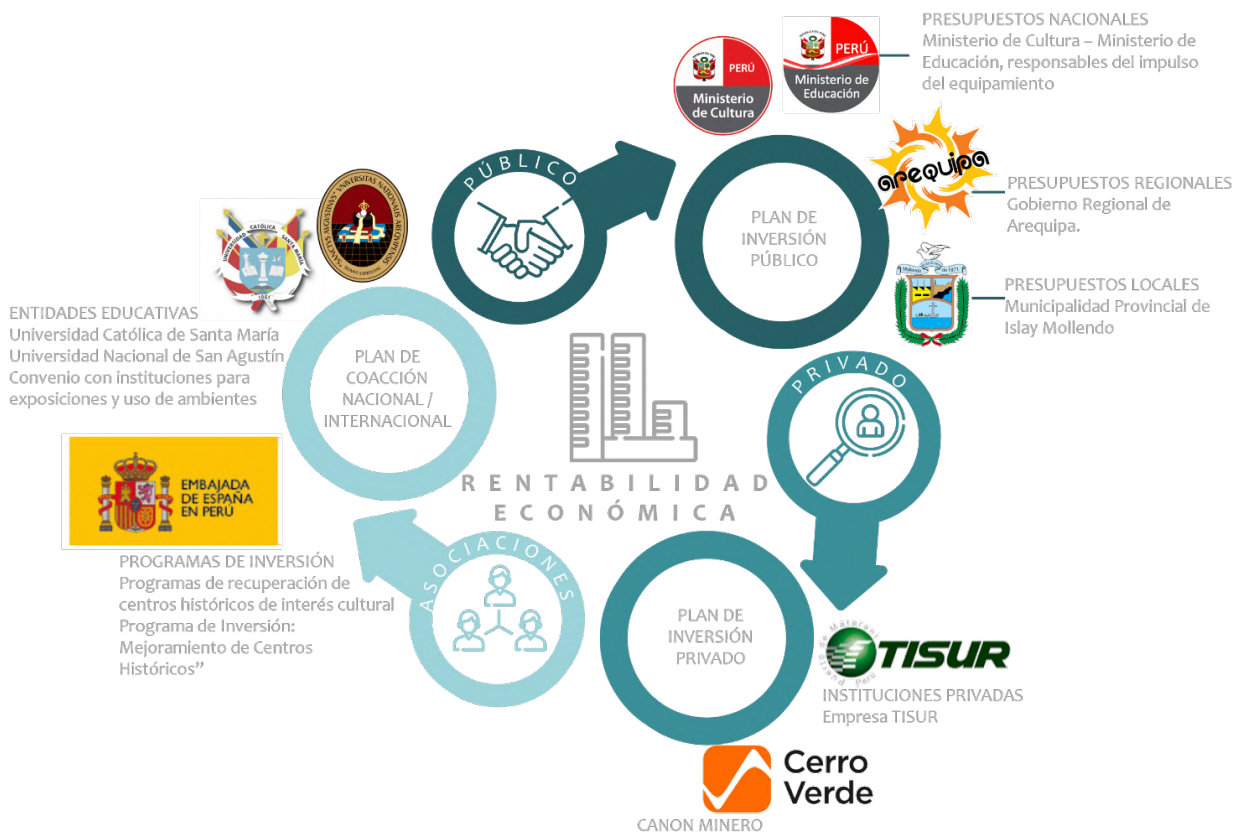 PRESUPUESTOS NACIONALES
Ministerio de Cultura – Ministerio de
Educación, responsables del impulso
del equipamiento
PERÚ
Ministerio
de Cultura
PERÚ
Ministerio de
Educación
arequipa
PRESUPUESTOS REGIONALES
Gobierno Regional de
Arequipa.
PRESUPUESTOS LOCALES
Municipalidad Provincial de
Islay Mollendo
PÚBLICO
PLAN DE
INVERSIÓN
PÚBLICO
UNIVERSIDAD CATÓLICA SANTA MARÍA
1961
ENTIDADES EDUCATIVAS
Universidad Católica de Santa María
Universidad Nacional de San Agustín
Convenio con instituciones para
exposiciones y uso de ambientes
PLAN DE
COACCIÓN
NACIONAL /
INTERNACIONAL
PRIVADO
RENTABILIDAD
ECONÓMICA
EMBAJADA
DE ESPAÑA
EN PERÚ
PROGRAMAS DE INVERSIÓN
Programas de recuperación de
centros históricos de interés cultural
Programa de Inversión:
Mejoramiento de Centros
Históricos”
ASOCIACIONES
PLAN DE
INVERSIÓN
PRIVADO
TISUR
INSTITUCIONES PRIVADAS
Empresa TISUR
Cerro
Verde
CANON MINERO